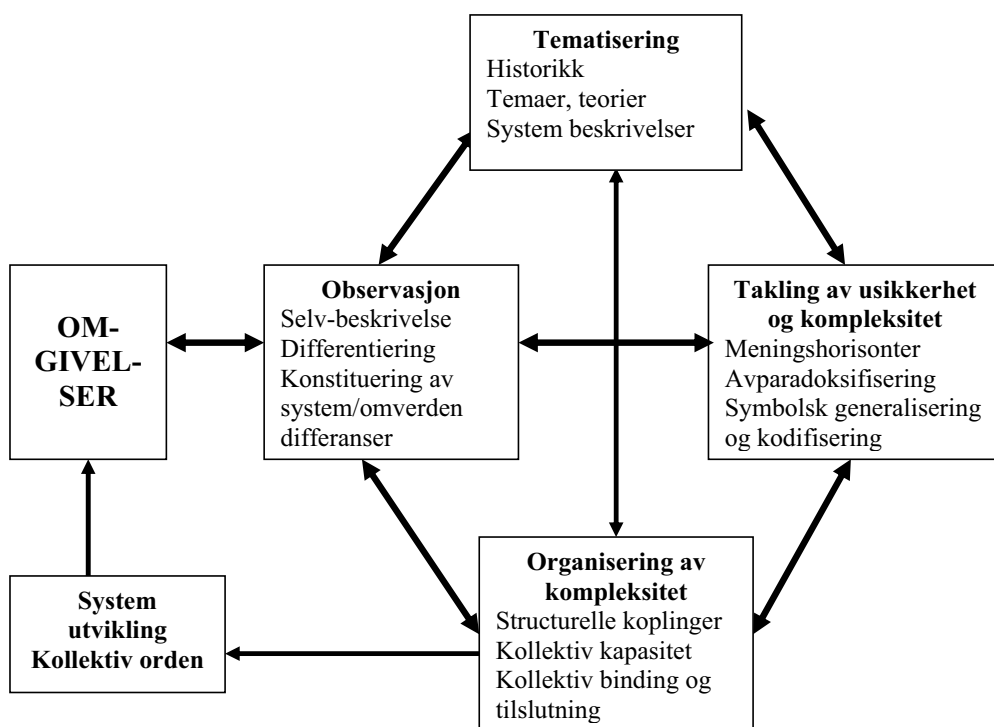 Tematisering
Historikk
Temaer, teorier
System beskrivelser
OM-
GIVEL-
SER
Observasjon
Selv-beskrivelse
Differentiering
Konstituering av
system/omverden
differanser
Takling av usikkerhet
og kompleksitet
Meningshorisonter
Avparadoksifisering
Symbolsk generalisering
og kodifisering
System
utvikling
Kollektiv orden
Organisering av
kompleksitet
Structurelle koplinger
Kollektiv kapasitet
Kollektiv binding og
tilslutning